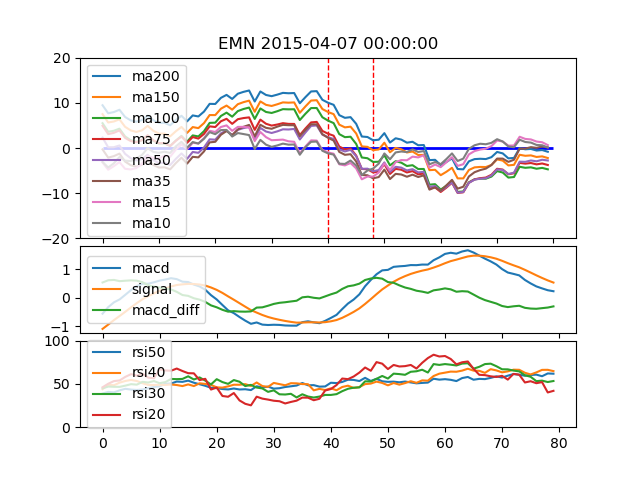 EMN 2015-04-07 00:00:00
20
10
0
−10
−20
ma200
ma150
ma100
ma75
ma50
ma35
ma15
ma10
1
0
−1
macd
signal
macd_diff
100
50
0
rsi50
rsi40
rsi30
rsi20
0 10 20 30 40 50 60 70 80